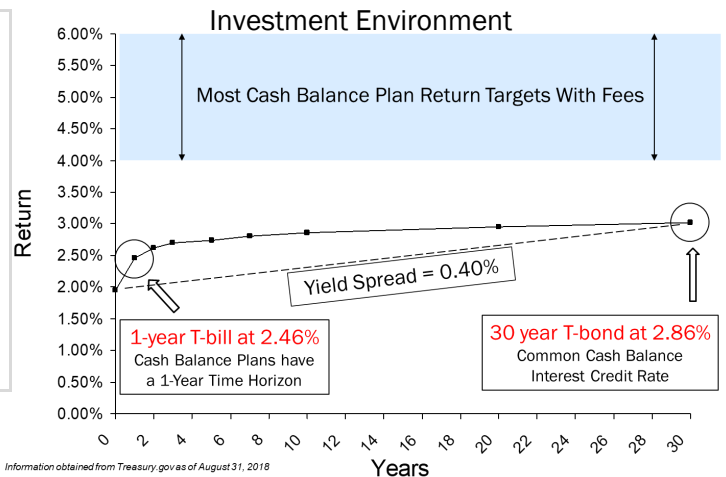 Investment Environment
6.00%
5.50%
5.00%
4.50%
4.00%
3.50%
3.00%
2.50%
2.00%
1.50%
1.00%
0.50%
0.00%
Return
Most Cash Balance Plan Return Targets With Fees
Yield Spread = 0.40%
1-year T-bill at 2.46%
Cash Balance Plans have
a 1-Year Time Horizon
30 year T-bond at 2.86%
Common Cash Balance
Interest Credit Rate
0 2 4 6 8 10 12 14 16 18 20 22 24 26 28 30
Years
Information obtained from Treasury.gov as of August 31, 2018